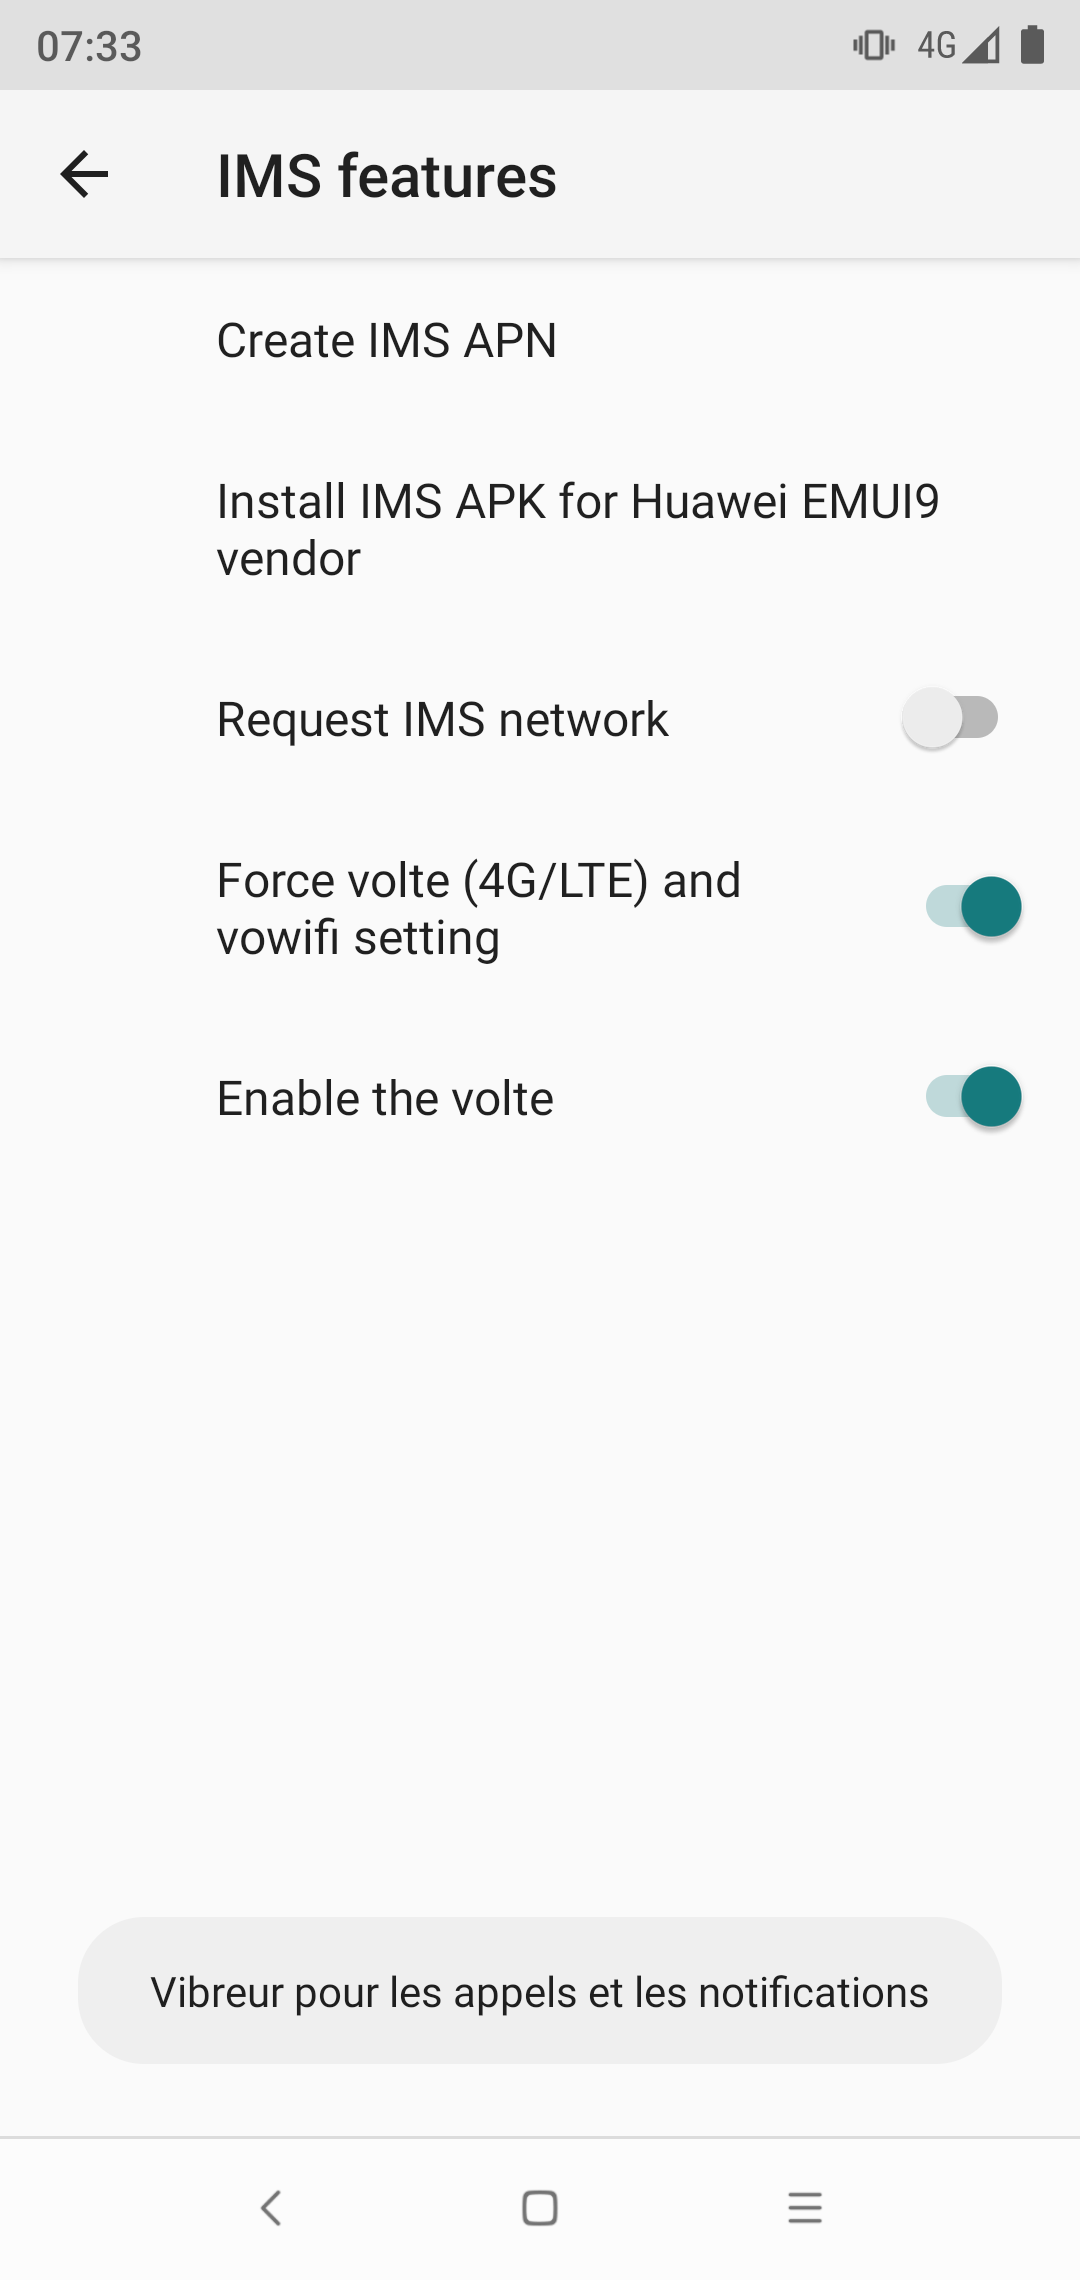 07:33
4G
IMS features
Create IMS APN
Install IMS APK for Huawei EMUI9
vendor
Request IMS network
Force volte (4G/LTE) and
vowifi setting
Enable the volte
Vibreur pour les appels et les notifications